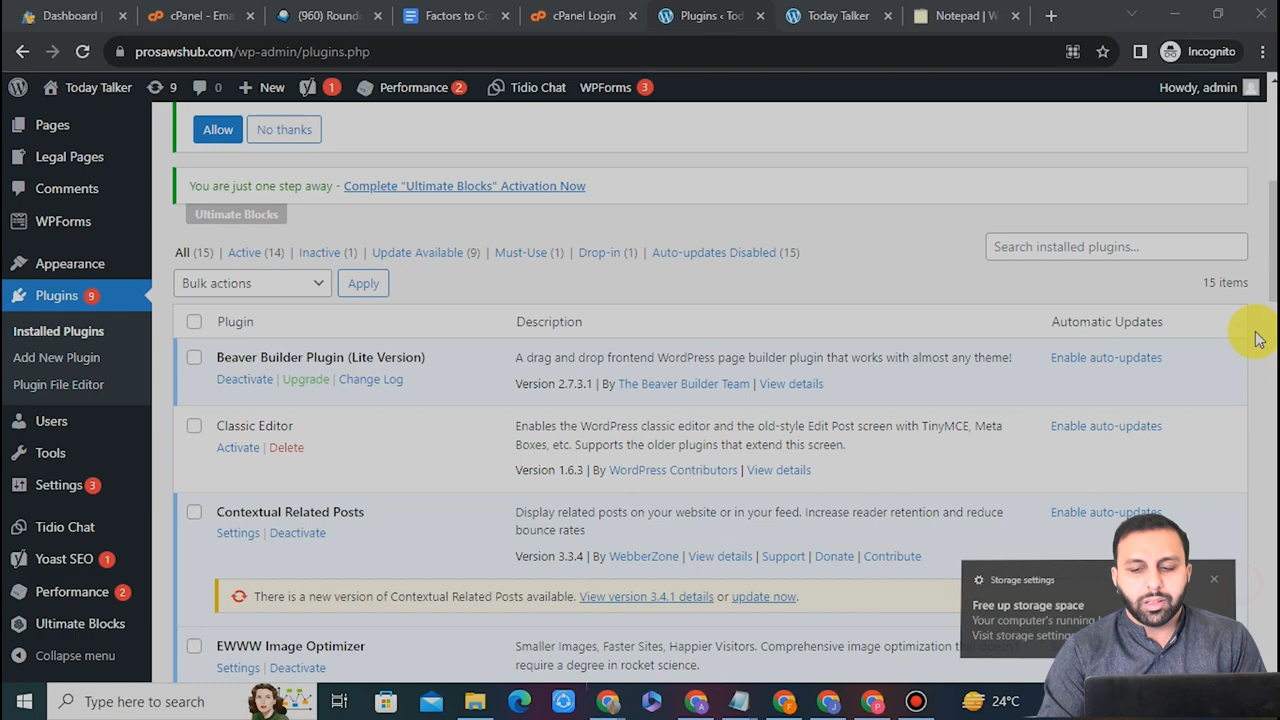 Dashboard |
cPanel - Ema
(960) Rounde
Factors to Co
cPanel Login
Plugins ‹ Tod
Today Talker
Notepad | W
prosawshub.com/wp-admin/plugins.php
Incognito
Today Talker
9
0
New
1
Performance 2
Tidio Chat
WPForms 3
Howdy, admin
Pages
Legal Pages
Comments
WPForms
Appearance
Plugins 9
Installed Plugins
Add New Plugin
Plugin File Editor
Users
Tools
Settings 3
Tidio Chat
Yoast SEO 1
Performance 2
Ultimate Blocks
Collapse menu
Allow
No thanks
You are just one step away - Complete "Ultimate Blocks" Activation Now
Ultimate Blocks
All (15) | Active (14) | Inactive (1) | Update Available (9) | Must-Use (1) | Drop-in (1) | Auto-updates Disabled (15)
Search installed plugins...
Bulk actions
Apply
15 items
Plugin
Description
Automatic Updates
Beaver Builder Plugin (Lite Version)
Deactivate | Upgrade | Change Log
A drag and drop frontend WordPress page builder plugin that works with almost any theme!
Version 2.7.3.1 | By The Beaver Builder Team | View details
Enable auto-updates
Classic Editor
Activate | Delete
Enables the WordPress classic editor and the old-style Edit Post screen with TinyMCE, Meta
Boxes, etc. Supports the older plugins that extend this screen.
Version 1.6.3 | By WordPress Contributors | View details
Enable auto-updates
Contextual Related Posts
Settings | Deactivate
Display related posts on your website or in your feed. Increase reader retention and reduce
bounce rates
Version 3.3.4 | By WebberZone | View details | Support | Donate | Contribute
Enable auto-updates
There is a new version of Contextual Related Posts available. View version 3.4.1 details or update now.
EWWW Image Optimizer
Settings | Deactivate
Smaller Images, Faster Sites, Happier Visitors. Comprehensive image optimization that doesn't
require a degree in rocket science.
Storage settings
Free up storage space
Your computer's running
Visit storage settings
Type here to search
24°C